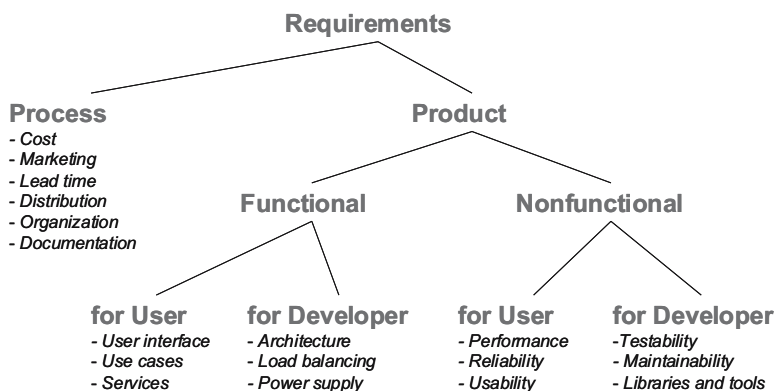 Requirements
Process
- Cost
- Marketing
- Lead time
- Distribution
- Organization
- Documentation
Product
Functional
Nonfunctional
for User
- User interface
- Use cases
- Services
for Developer
- Architecture
- Load balancing
- Power supply
for User
- Performance
- Reliability
- Usability
for Developer
-Testability
- Maintainability
- Libraries and tools